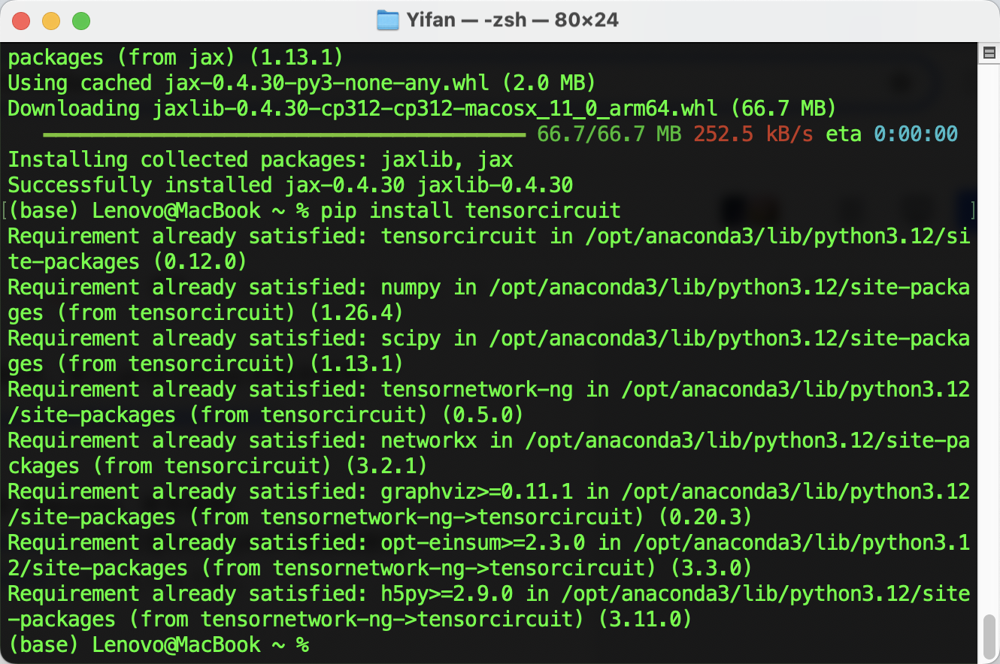 Yifan — -zsh — 80×24
packages (from jax) (1.13.1)
Using cached jax-0.4.30-py3-none-any.whl (2.0 MB)
Downloading jaxlib-0.4.30-cp312-cp312-macosx_11_0_arm64.whl (66.7 MB)
66.7/66.7 MB 252.5 kB/s eta 0:00:00
Installing collected packages: jaxlib, jax
Successfully installed jax-0.4.30 jaxlib-0.4.30
[(base) Lenovo@MacBook ~ % pip install tensorcircuit ]
Requirement already satisfied: tensorcircuit in /opt/anaconda3/lib/python3.12/si
te-packages (0.12.0)
Requirement already satisfied: numpy in /opt/anaconda3/lib/python3.12/site-packa
ges (from tensorcircuit) (1.26.4)
Requirement already satisfied: scipy in /opt/anaconda3/lib/python3.12/site-packa
ges (from tensorcircuit) (1.13.1)
Requirement already satisfied: tensornetwork-ng in /opt/anaconda3/lib/python3.12
/site-packages (from tensorcircuit) (0.5.0)
Requirement already satisfied: networkx in /opt/anaconda3/lib/python3.12/site-pa
ckages (from tensorcircuit) (3.2.1)
Requirement already satisfied: graphviz>=0.11.1 in /opt/anaconda3/lib/python3.12
/site-packages (from tensornetwork-ng->tensorcircuit) (0.20.3)
Requirement already satisfied: opt-einsum>=2.3.0 in /opt/anaconda3/lib/python3.1
2/site-packages (from tensornetwork-ng->tensorcircuit) (3.3.0)
Requirement already satisfied: h5py>=2.9.0 in /opt/anaconda3/lib/python3.12/site
-packages (from tensornetwork-ng->tensorcircuit) (3.11.0)
(base) Lenovo@MacBook ~ %